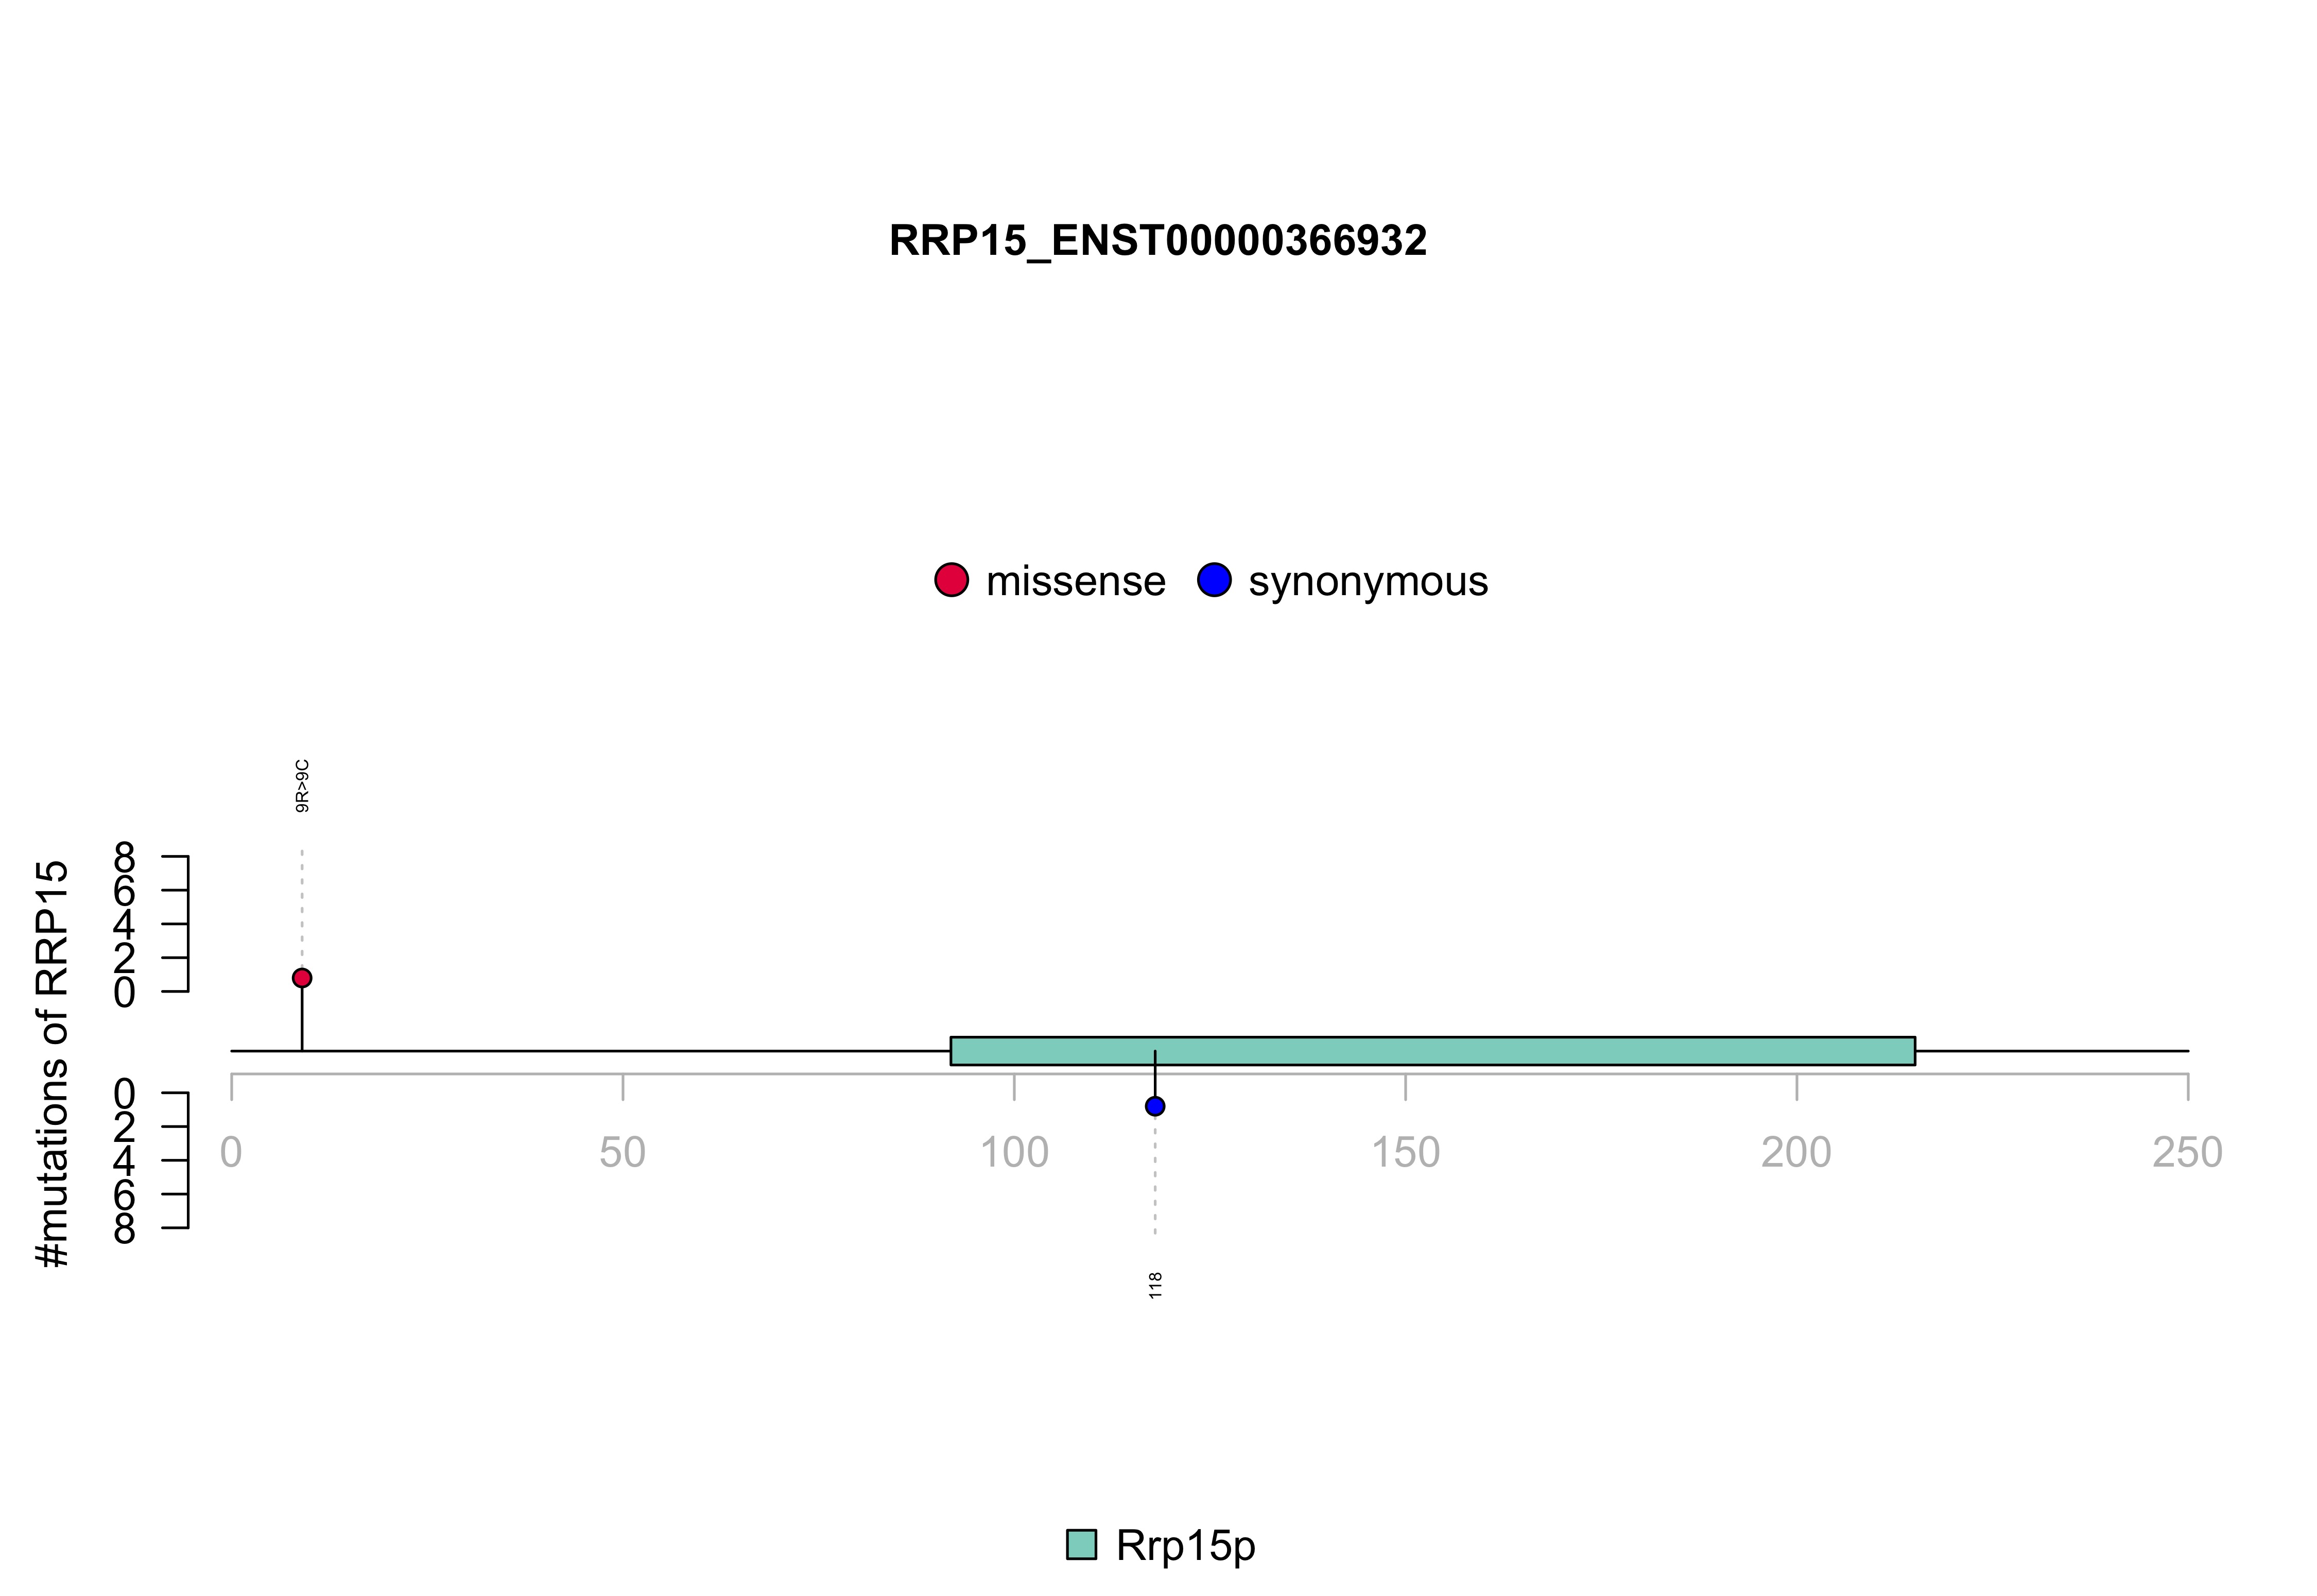 RRP15_ENST00000366932
missense synonymous
9R>9C
8
6
4
2
0
#mutations of RRP15
0
2
4
6
8
0 50 100 150 200 250
118
Rrp15p